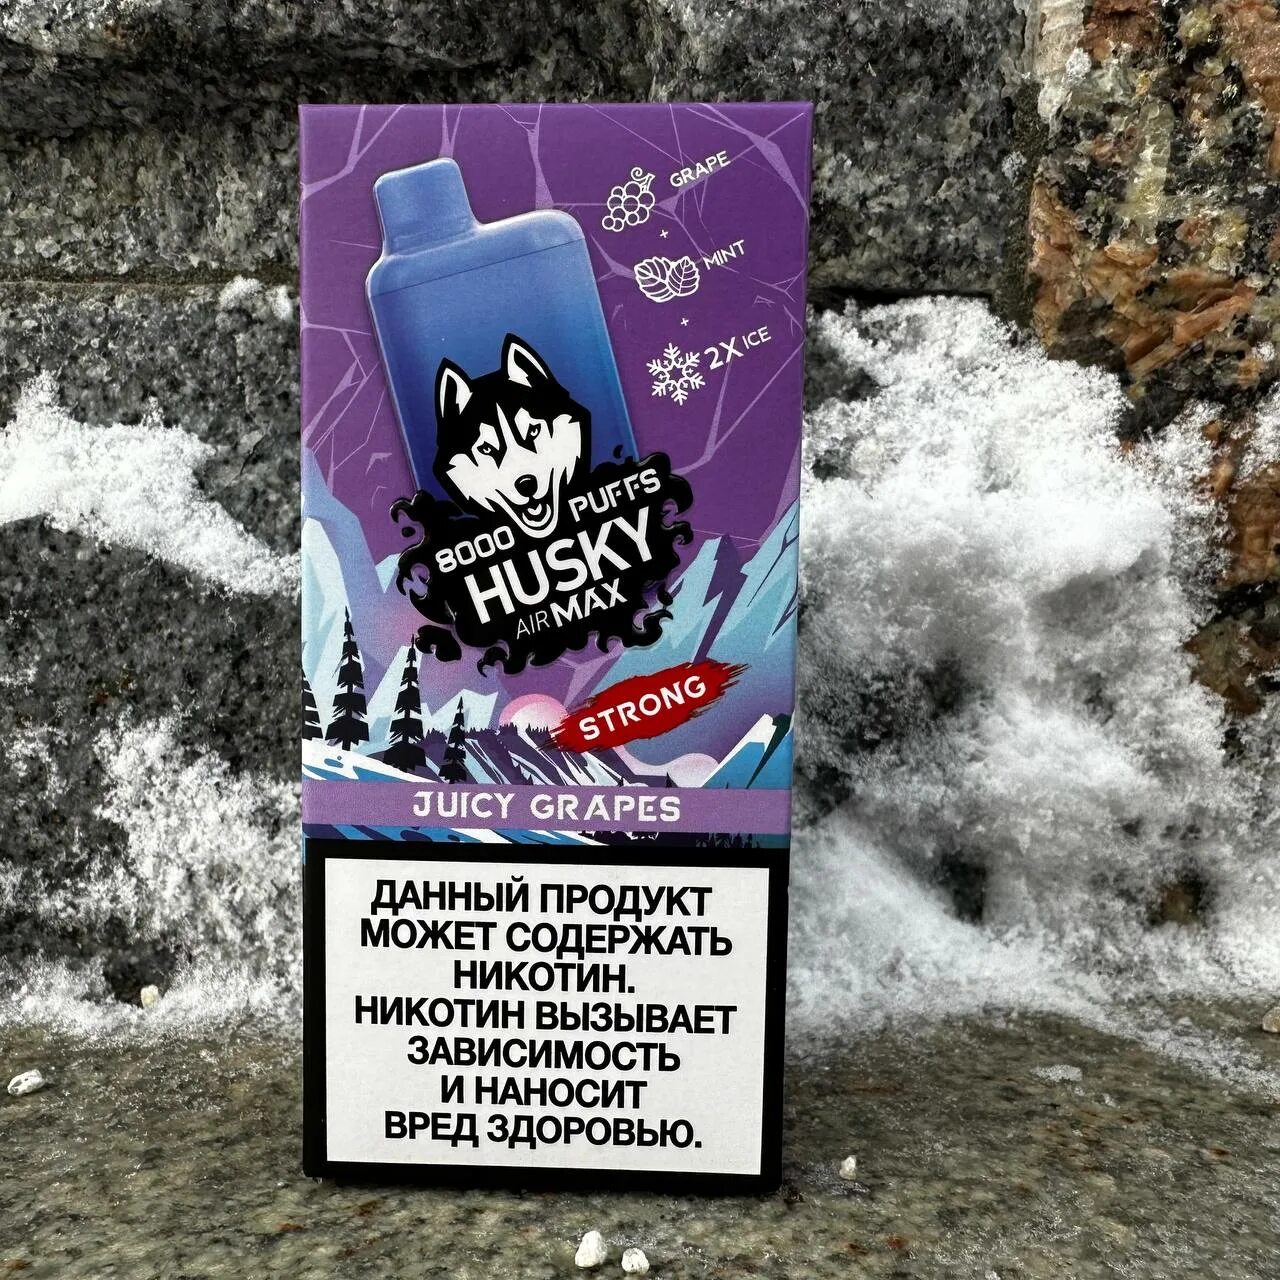 GRAPE
+
MINT
+
2X ICE
8000 PUFFS
HUSKY
AIR MAX
STRONG
JUICY GRAPES
ДАННЫЙ ПРОДУКТ
МОЖЕТ СОДЕРЖАТЬ
НИКОТИН.
НИКОТИН ВЫЗЫВАЕТ
ЗАВИСИМОСТЬ
И НАНОСИТ
ВРЕД ЗДОРОВЬЮ.